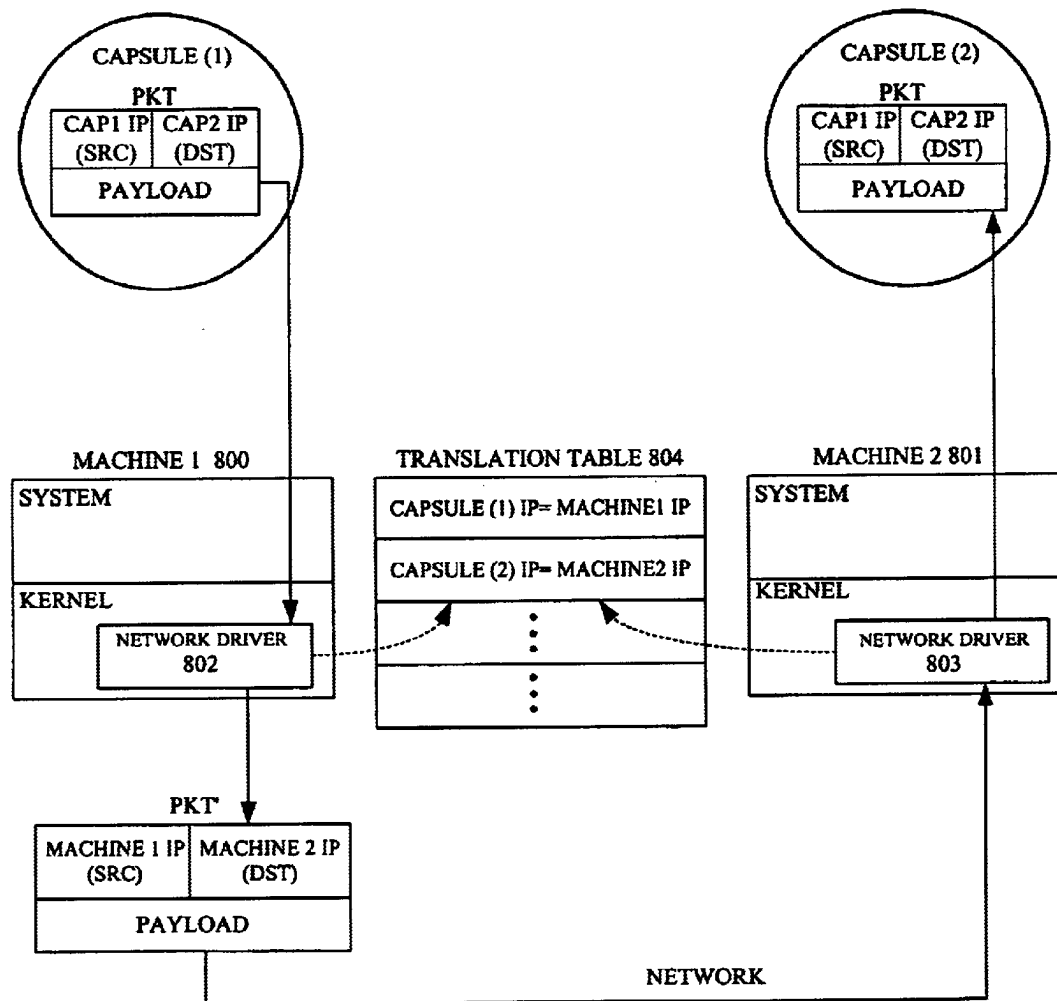 CAPSULE (1)
PKT
CAP1 IP
(SRC)
CAP2 IP
(DST)
PAYLOAD
CAPSULE (2)
PKT
CAP1 IP
(SRC)
CAP2 IP
(DST)
PAYLOAD
MACHINE 1 800
SYSTEM
KERNEL
NETWORK DRIVER
802
TRANSLATION TABLE 804
CAPSULE (1) IP= MACHINE1 IP
CAPSULE (2) IP= MACHINE2 IP
MACHINE 2 801
SYSTEM
KERNEL
NETWORK DRIVER
803
PKT'
MACHINE 1 IP
(SRC)
MACHINE 2 IP
(DST)
PAYLOAD
NETWORK